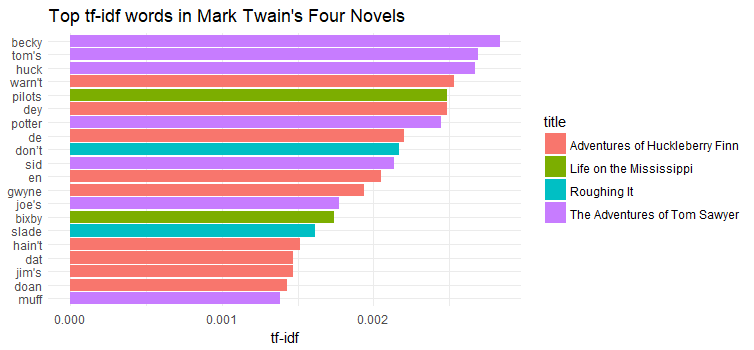 Top tf-idf words in Mark Twain's Four Novels
becky
tom's
huck
warn't
pilots
dey
potter
de
don't
sid
en
gwyne
joe's
bixby
slade
hain't
dat
jim's
doan
muff
0.000 0.001 0.002
tf-idf
title
Adventures of Huckleberry Finn
Life on the Mississippi
Roughing It
The Adventures of Tom Sawyer